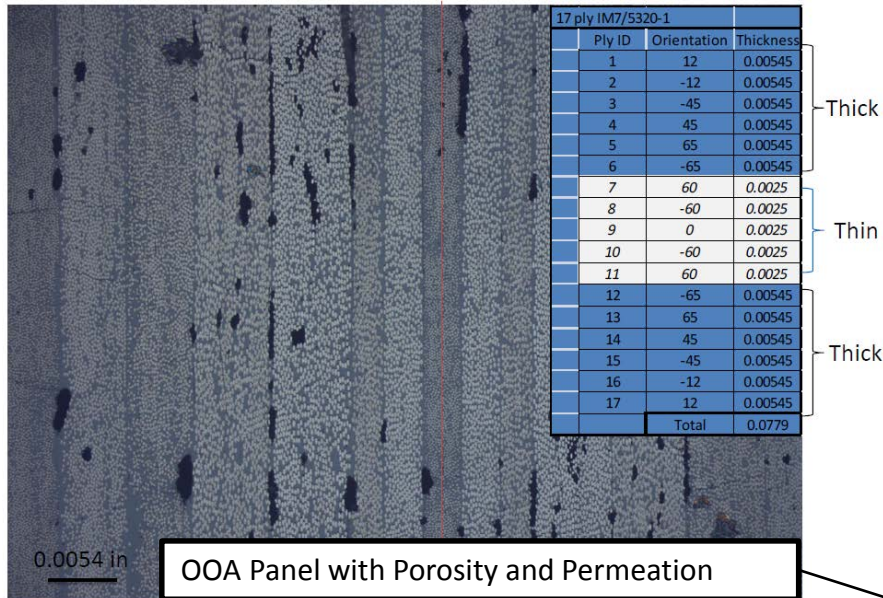 17 ply IM7/5320-1
Ply ID Orientation Thickness
1 12 0.00545
2 -12 0.00545
3 -45 0.00545
4 45 0.00545
5 65 0.00545
6 -65 0.00545
7 60 0.0025
8 -60 0.0025
9 0 0.0025
10 -60 0.0025
11 60 0.0025
12 -65 0.00545
13 65 0.00545
14 45 0.00545
15 -45 0.00545
16 -12 0.00545
17 12 0.00545
Total 0.0779
Thick
Thin
Thick
0.0054 in
OOA Panel with Porosity and Permeation